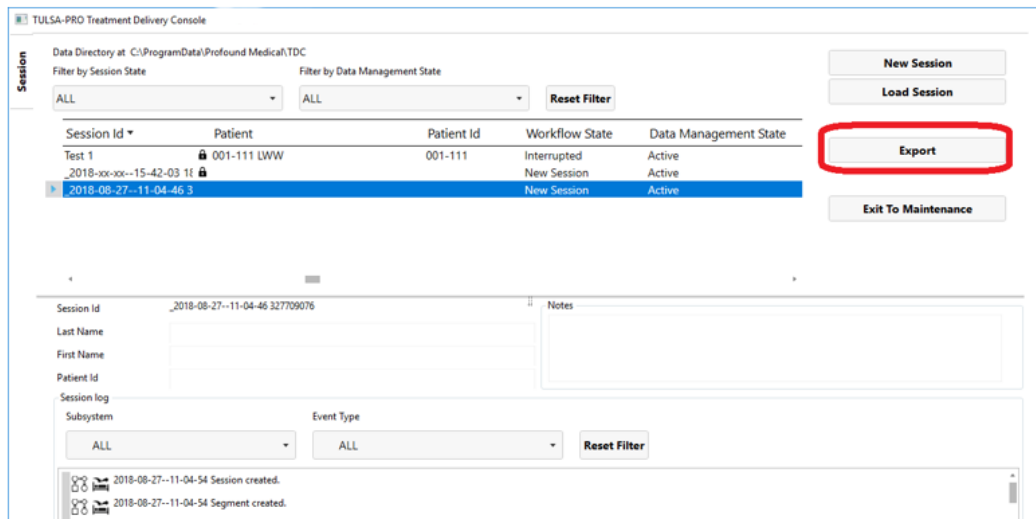 TULSA-PRO Treatment Delivery Console
Session
Data Directory at C:\ProgramData\Profound Medical\TDC
Filter by Session State Filter by Data Management State
ALL ALL Reset Filter
New Session
Load Session
Export
Exit To Maintenance
Session Id Patient Patient Id Workflow State Data Management State
Test 1 001-111 LWW 001-111 Interrupted Active
_2018-xx-xx--15-42-03 18 New Session Active
_2018-08-27--11-04-46 3 New Session Active
Session Id _2018-08-27--11-04-46 327709076
Last Name
First Name
Patient Id
Notes
Session log
Subsystem Event Type
ALL ALL Reset Filter
2018-08-27--11-04-54 Session created.
2018-08-27--11-04-54 Segment created.